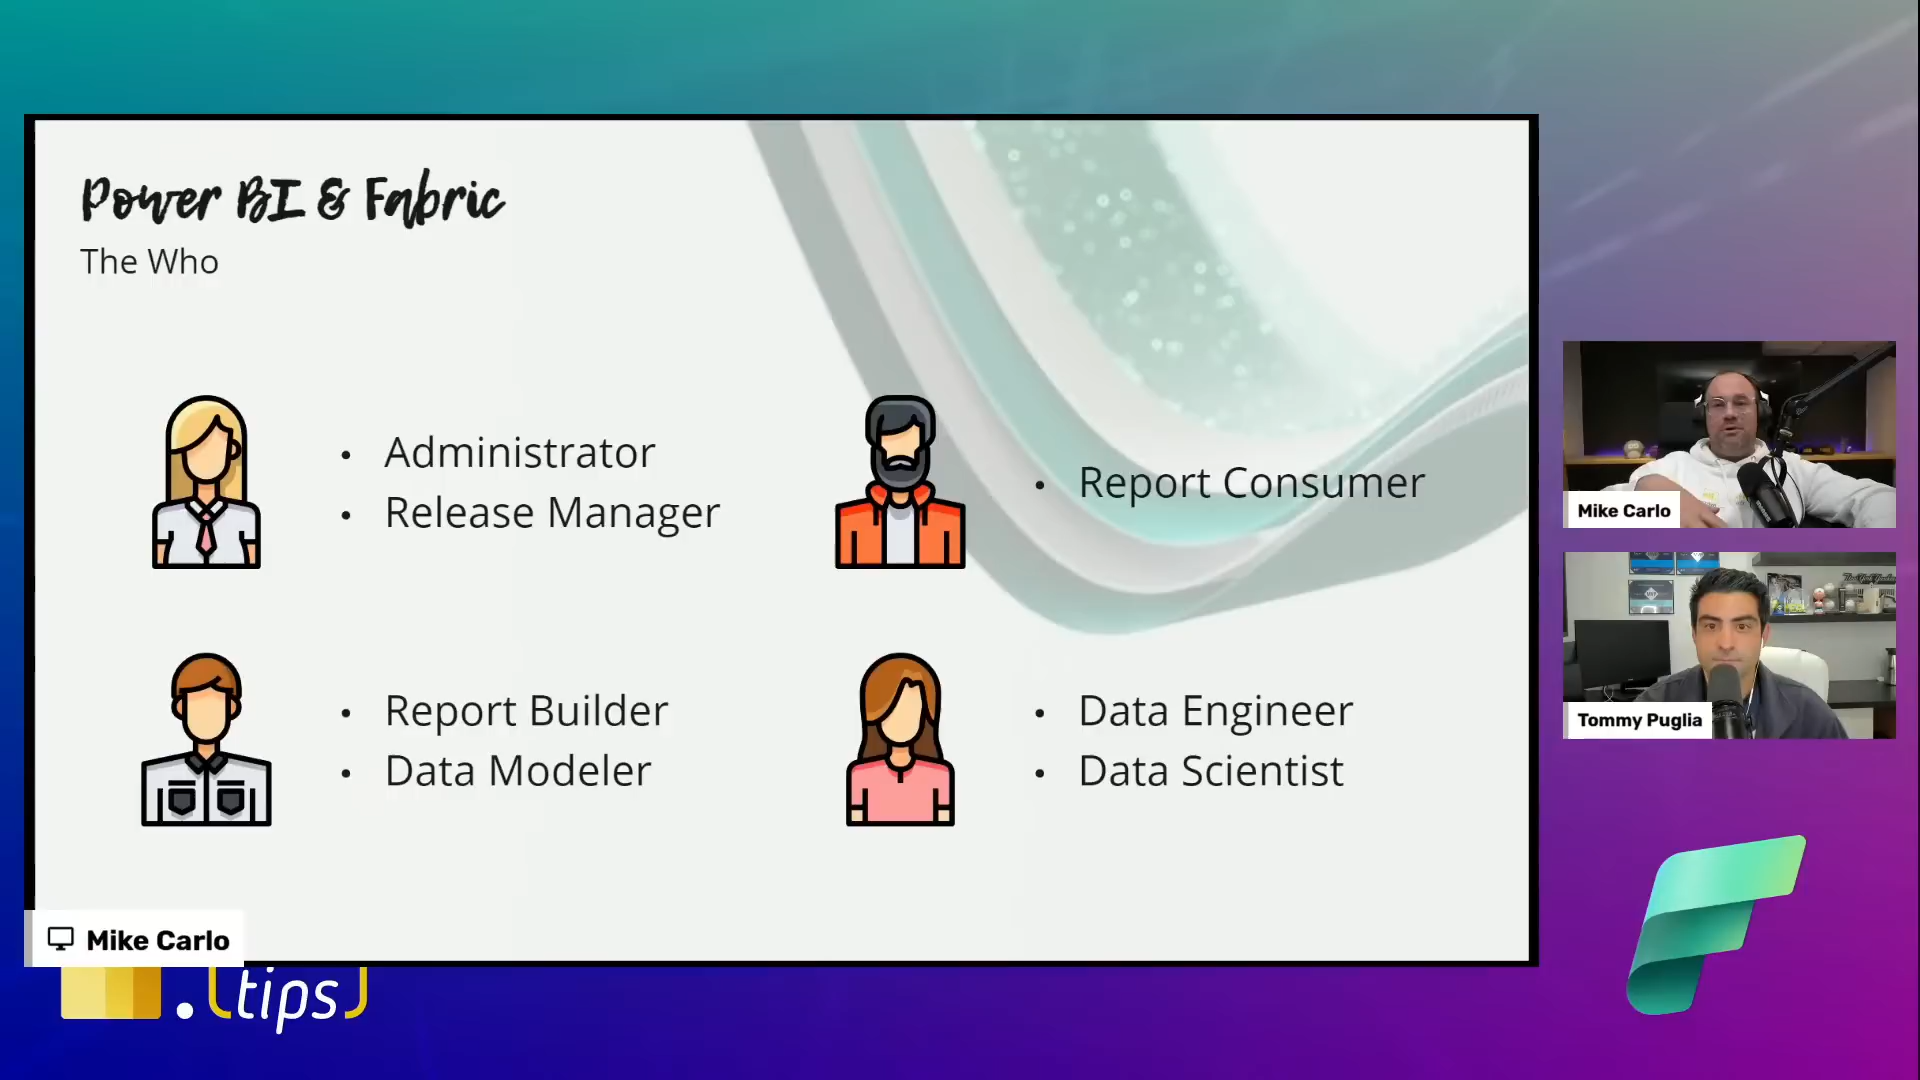 Power BI & Fabric
The Who
Administrator
Release Manager
Report Consumer
Report Builder
Data Modeler
Data Engineer
Data Scientist
Mike Carlo
Tommy Puglia
Mike Carlo
.tips